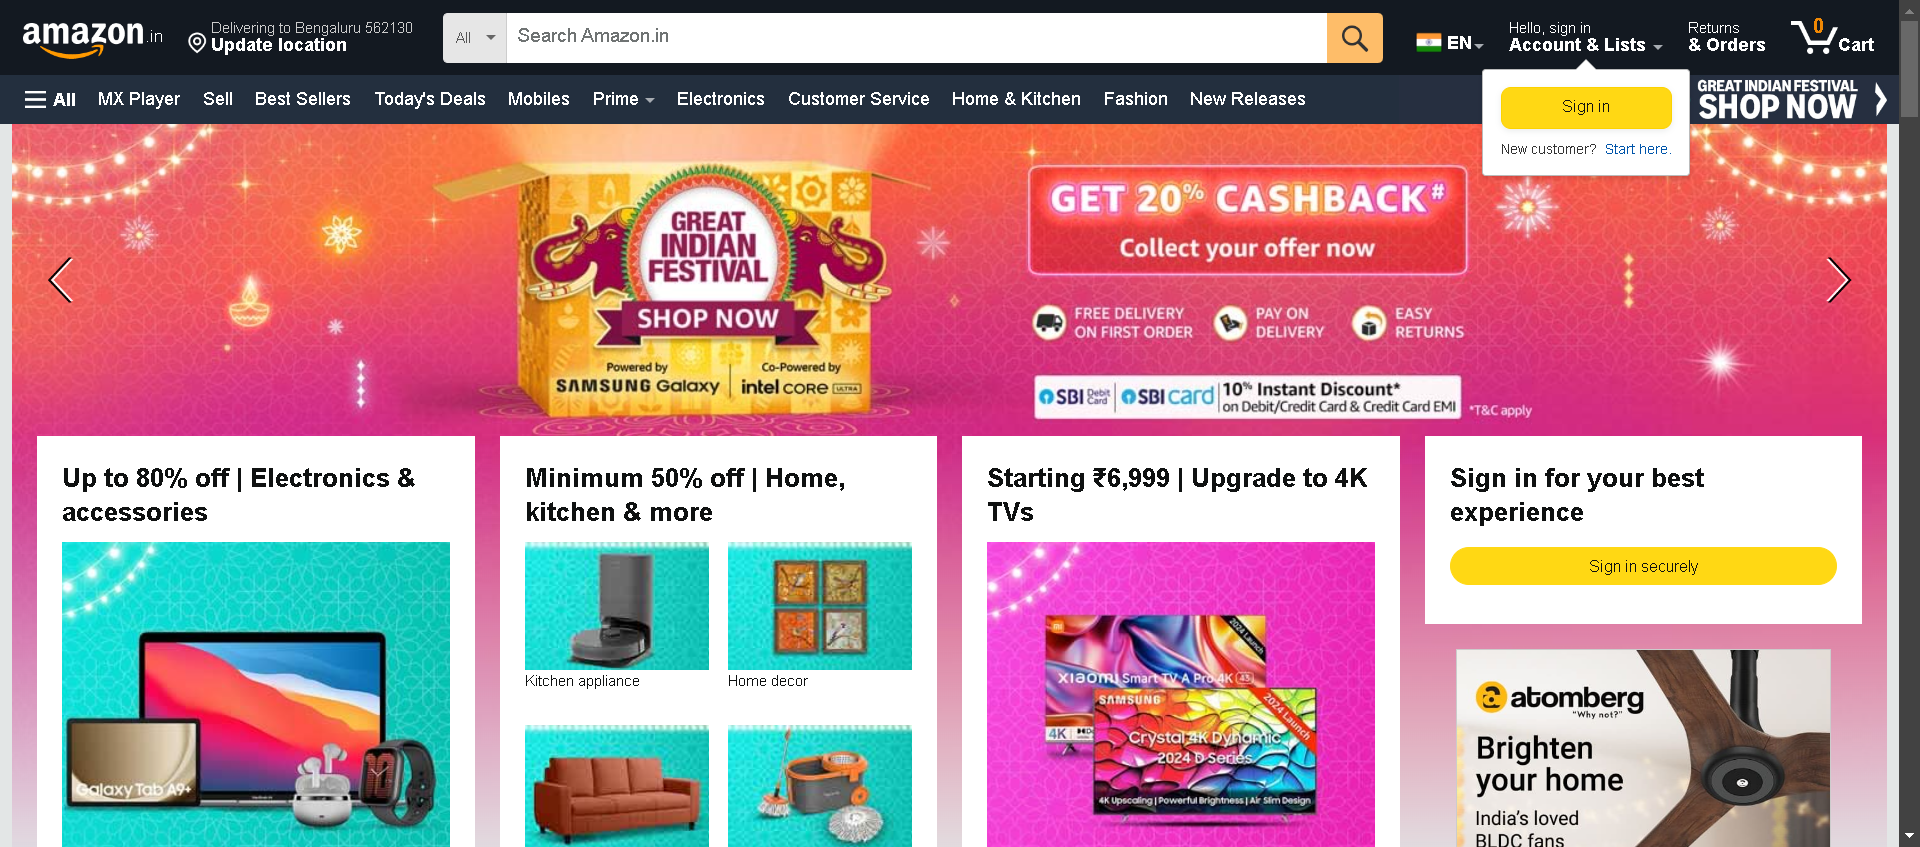 amazon.in
Delivering to Bengaluru 562130
Update location
All
Search Amazon.in
EN
Hello, sign in
Account & Lists
Returns
& Orders
0
Cart
All
MX Player
Sell
Best Sellers
Today's Deals
Mobiles
Prime
Electronics
Customer Service
Home & Kitchen
Fashion
New Releases
GREAT INDIAN FESTIVAL
SHOP NOW
Sign in
New customer? Start here.
GREAT
INDIAN
FESTIVAL
SHOP NOW
Powered by
SAMSUNG Galaxy
Co-Powered by
intel CORE ULTRA
GET 20% CASHBACK#
Collect your offer now
FREE DELIVERY
ON FIRST ORDER
PAY ON
DELIVERY
EASY
RETURNS
SBI Debit Card
SBI card
10% Instant Discount*
on Debit/Credit Card & Credit Card EMI
*T&C apply
Up to 80% off | Electronics &
accessories
Galaxy Tab A9+
Minimum 50% off | Home,
kitchen & more
Kitchen appliance
Home decor
Starting ₹6,999 | Upgrade to 4K
TVs
mi
2024 Launch
xiaomi Smart TV A Pro 4K 43
4K
SAMSUNG
2024 Launch
Crystal 4K Dynamic
2024 D Series
4K Upscaling | Powerful Brightness | Air Slim Design
Sign in for your best
experience
Sign in securely
atomberg
"Why not?"
Brighten
your home
India's loved
BLDC fans